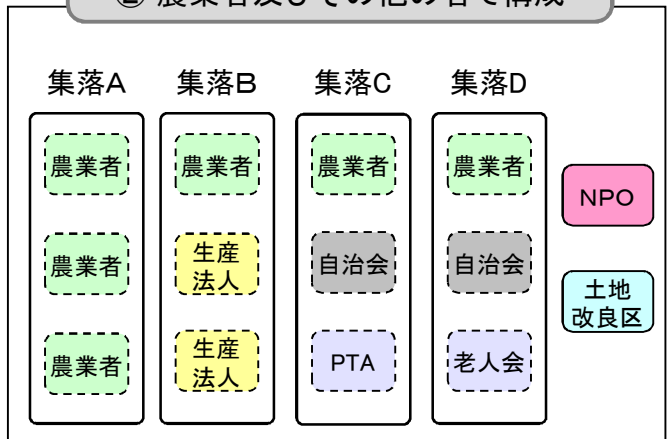 ② 農業者及びその他の者で構成
集落A 集落B 集落C 集落D
農業者 農業者 農業者 農業者
NPO
農業者 生産 自治会 自治会
法人
土地
改良区
農業者 生産 PTA 老人会
法人